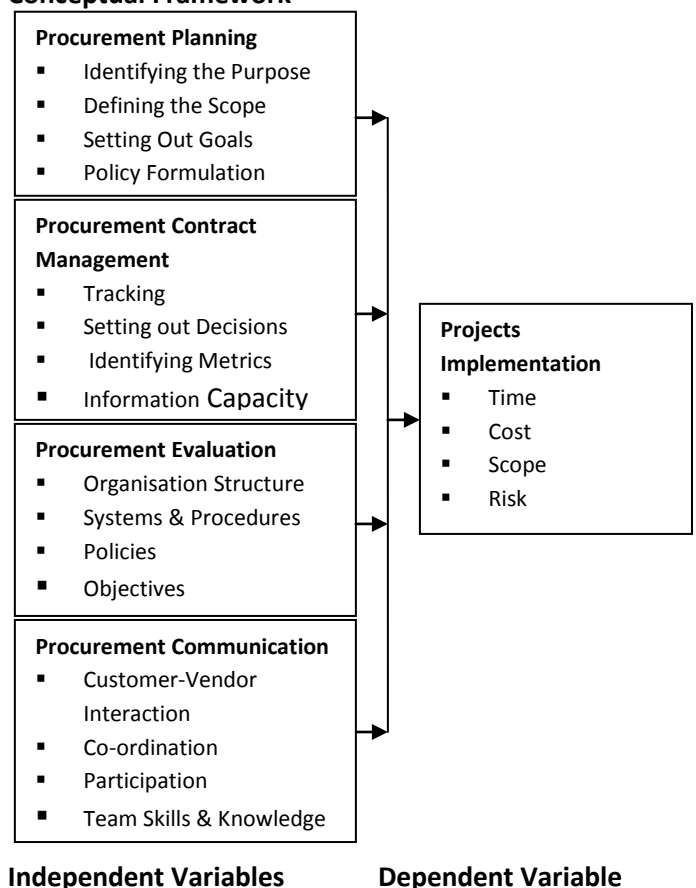 Conceptual Framework
Procurement Planning
▪ Identifying the Purpose
▪ Defining the Scope
▪ Setting Out Goals
▪ Policy Formulation
Procurement Contract
Management
▪ Tracking
▪ Setting out Decisions
▪ Identifying Metrics
▪ Information Capacity
Procurement Evaluation
▪ Organisation Structure
▪ Systems & Procedures
▪ Policies
▪ Objectives
Procurement Communication
▪ Customer-Vendor
Interaction
▪ Co-ordination
▪ Participation
▪ Team Skills & Knowledge
Projects
Implementation
▪ Time
▪ Cost
▪ Scope
▪ Risk
Independent Variables
Dependent Variable